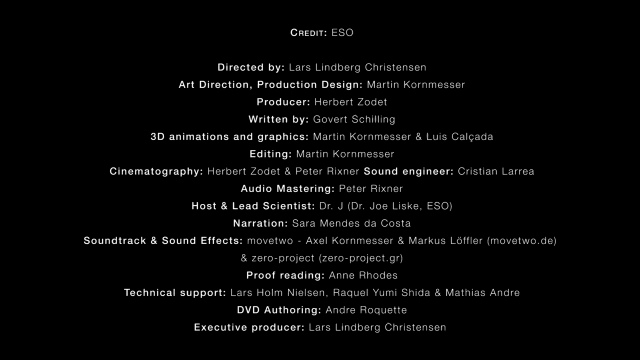 CREDIT: ESO
Directed by: Lars Lindberg Christensen
Art Direction, Production Design: Martin Kornmesser
Producer: Herbert Zodet
Written by: Govert Schilling
3D animations and graphics: Martin Kornmesser & Luis Calçada
Editing: Martin Kornmesser
Cinematography: Herbert Zodet & Peter Rixner Sound engineer: Cristian Larrea
Audio Mastering: Peter Rixner
Host & Lead Scientist: Dr. J (Dr. Joe Liske, ESO)
Narration: Sara Mendes da Costa
Soundtrack & Sound Effects: movetwo - Axel Kornmesser & Markus Löffler (movetwo.de)
& zero-project (zero-project.gr)
Proof reading: Anne Rhodes
Technical support: Lars Holm Nielsen, Raquel Yumi Shida & Mathias Andre
DVD Authoring: Andre Roquette
Executive producer: Lars Lindberg Christensen